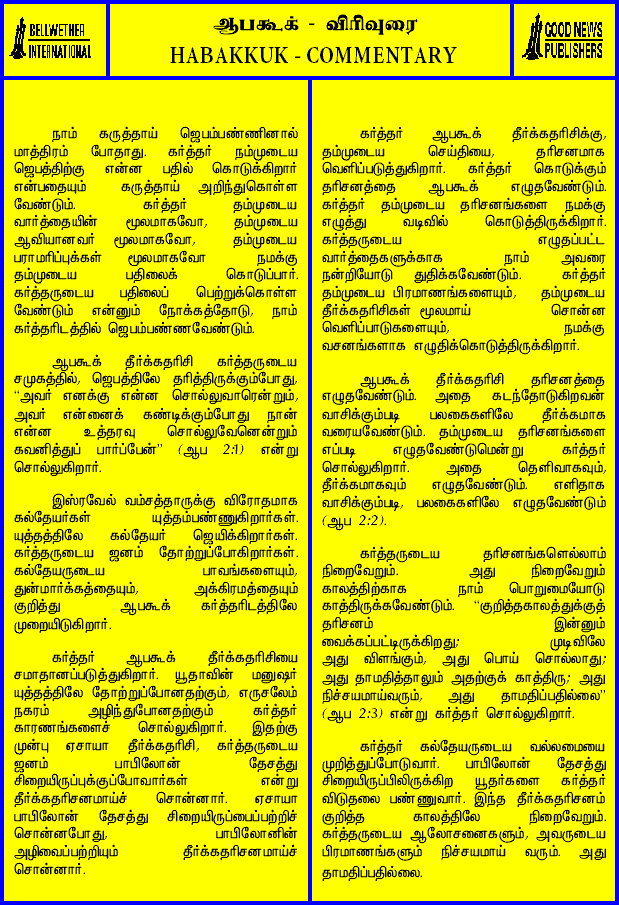 BELLWETHER
INTERNATIONAL
ஆபகூக் - விரிவுரை
HABAKKUK - COMMENTARY
GOOD NEWS
PUBLISHERS
நாம் கருத்தாய் ஜெபம்பண்ணினால்
மாத்திரம் போதாது. கர்த்தர் நம்முடைய
ஜெபத்திற்கு என்ன பதில் கொடுக்கிறார்
என்பதையும் கருத்தாய் அறிந்துகொள்ள
வேண்டும். கர்த்தர் தம்முடைய
வார்த்தையின் மூலமாகவோ, தம்முடைய
ஆவியானவர் மூலமாகவோ, தம்முடைய
பராமரிப்புக்கள் மூலமாகவோ நமக்கு
தம்முடைய பதிலைக் கொடுப்பார்.
கர்த்தருடைய பதிலைப் பெற்றுக்கொள்ள
வேண்டும் என்னும் நோக்கத்தோடு, நாம்
கர்த்தரிடத்தில் ஜெபம்பண்ணவேண்டும்.
ஆபகூக் தீர்க்கதரிசி கர்த்தருடைய
சமுகத்தில், ஜெபத்திலே தரித்திருக்கும்போது,
“அவர் எனக்கு என்ன சொல்லுவாரென்றும்,
அவர் என்னைக் கண்டிக்கும்போது நான்
என்ன உத்தரவு சொல்லுவேனென்றும்
கவனித்துப் பார்ப்பேன்” (ஆப 2:1) என்று
சொல்லுகிறார்.
இஸ்ரவேல் வம்சத்தாருக்கு விரோதமாக
கல்தேயர்கள் யுத்தம்பண்ணுகிறார்கள்.
யுத்தத்திலே கல்தேயர் ஜெயிக்கிறார்கள்.
கர்த்தருடைய ஜனம் தோற்றுப்போகிறார்கள்.
கல்தேயருடைய பாவங்களையும்,
துன்மார்க்கத்தையும், அக்கிரமத்தையும்
குறித்து ஆபகூக் கர்த்தரிடத்திலே
முறையிடுகிறார்.
கர்த்தர் ஆபகூக் தீர்க்கதரிசியை
சமாதானப்படுத்துகிறார். யூதாவின் மனுஷர்
யுத்தத்திலே தோற்றுப்போனதற்கும், எருசலேம்
நகரம் அழிந்துபோனதற்கும் கர்த்தர்
காரணங்களைச் சொல்லுகிறார். இதற்கு
முன்பு ஏசாயா தீர்க்கதரிசி, கர்த்தருடைய
ஜனம் பாபிலோன் தேசத்து
சிறையிருப்புக்குப்போவார்கள் என்று
தீர்க்கதரிசனமாய்ச் சொன்னார். ஏசாயா
பாபிலோன் தேசத்து சிறையிருப்பைப்பற்றிச்
சொன்னபோது, பாபிலோனின்
அழிவைப்பற்றியும் தீர்க்கதரிசனமாய்ச்
சொன்னார்.
கர்த்தர் ஆபகூக் தீர்க்கதரிசிக்கு,
தம்முடைய செய்தியை, தரிசனமாக
வெளிப்படுத்துகிறார். கர்த்தர் கொடுக்கும்
தரிசனத்தை ஆபகூக் எழுதவேண்டும்.
கர்த்தர் தம்முடைய தரிசனங்களை நமக்கு
எழுத்து வடிவில் கொடுத்திருக்கிறார்.
கர்த்தருடைய எழுதப்பட்ட
வார்த்தைகளுக்காக நாம் அவரை
நன்றியோடு துதிக்கவேண்டும். கர்த்தர்
தம்முடைய பிரமாணங்களையும், தம்முடைய
தீர்க்கதரிசிகள் மூலமாய் சொன்ன
வெளிப்பாடுகளையும், நமக்கு
வசனங்களாக எழுதிக்கொடுத்திருக்கிறார்.
ஆபகூக் தீர்க்கதரிசி தரிசனத்தை
எழுதவேண்டும். அதை கடந்தோடுகிறவன்
வாசிக்கும்படி பலகைகளிலே தீர்க்கமாக
வரையவேண்டும். தம்முடைய தரிசனங்களை
எப்படி எழுதவேண்டுமென்று கர்த்தர்
சொல்லுகிறார். அதை தெளிவாகவும்,
தீர்க்கமாகவும் எழுதவேண்டும். எளிதாக
வாசிக்கும்படி, பலகைகளிலே எழுதவேண்டும்
(ஆப 2:2).
கர்த்தருடைய தரிசனங்களெல்லாம்
நிறைவேறும். அது நிறைவேறும்
காலத்திற்காக நாம் பொறுமையோடு
காத்திருக்கவேண்டும். “குறித்தகாலத்துக்குத்
தரிசனம் இன்னும்
வைக்கப்பட்டிருக்கிறது; முடிவிலே
அது விளங்கும், அது பொய் சொல்லாது;
அது தாமதித்தாலும் அதற்குக் காத்திரு; அது
நிச்சயமாய்வரும், அது தாமதிப்பதில்லை”
(ஆப 2:3) என்று கர்த்தர் சொல்லுகிறார்.
கர்த்தர் கல்தேயருடைய வல்லமையை
முறித்துப்போடுவார். பாபிலோன் தேசத்து
சிறையிருப்பிலிருக்கிற யூதர்களை கர்த்தர்
விடுதலை பண்ணுவார். இந்த தீர்க்கதரிசனம்
குறித்த காலத்திலே நிறைவேறும்.
கர்த்தருடைய ஆலோசனைகளும், அவருடைய
பிரமாணங்களும் நிச்சயமாய் வரும். அது
தாமதிப்பதில்லை.